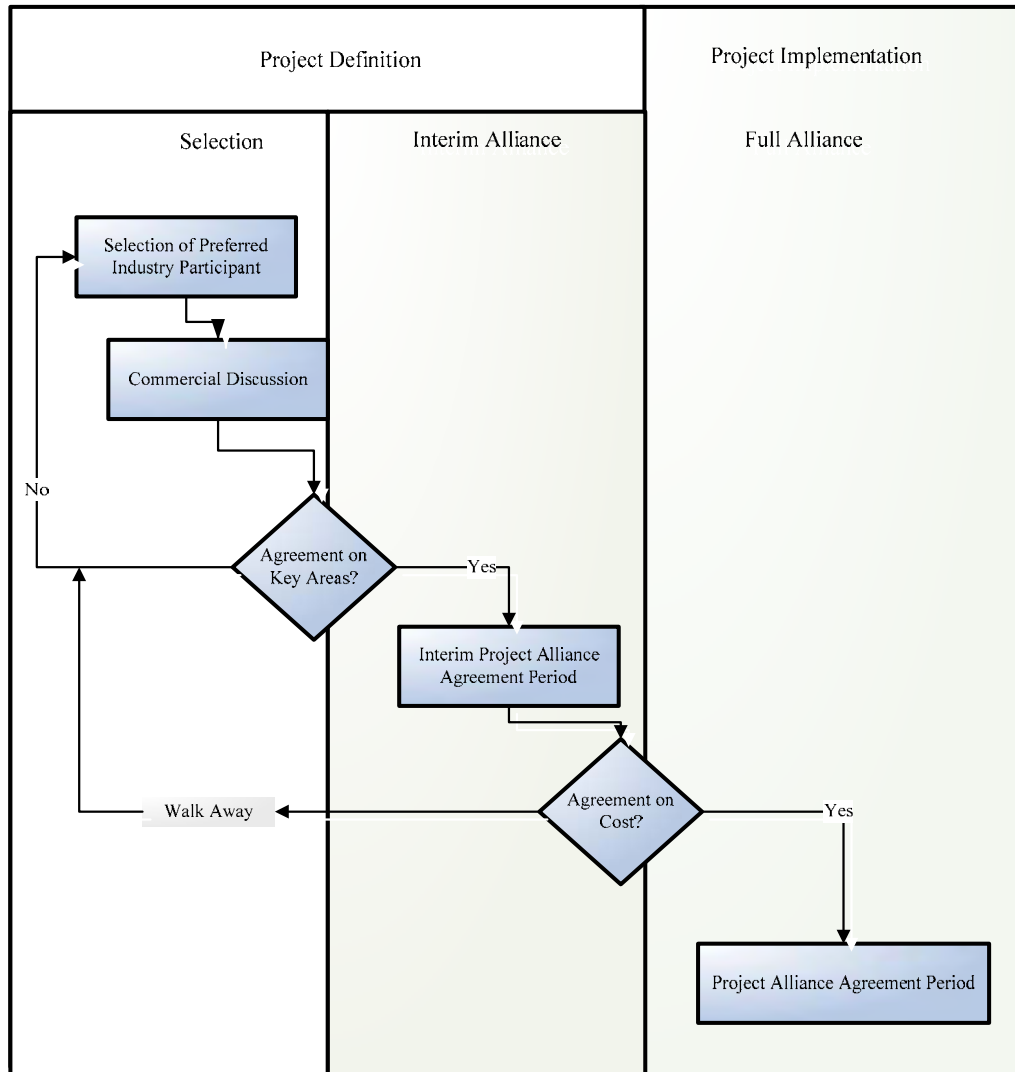 Project Definition
Project Implementation
Selection
Interim Alliance
Full Alliance
Selection of Preferred
Industry Participant
Commercial Discussion
No
Agreement on
Key Areas?
Yes
Interim Project Alliance
Agreement Period
Walk Away
Agreement on
Cost?
Yes
Project Alliance Agreement Period